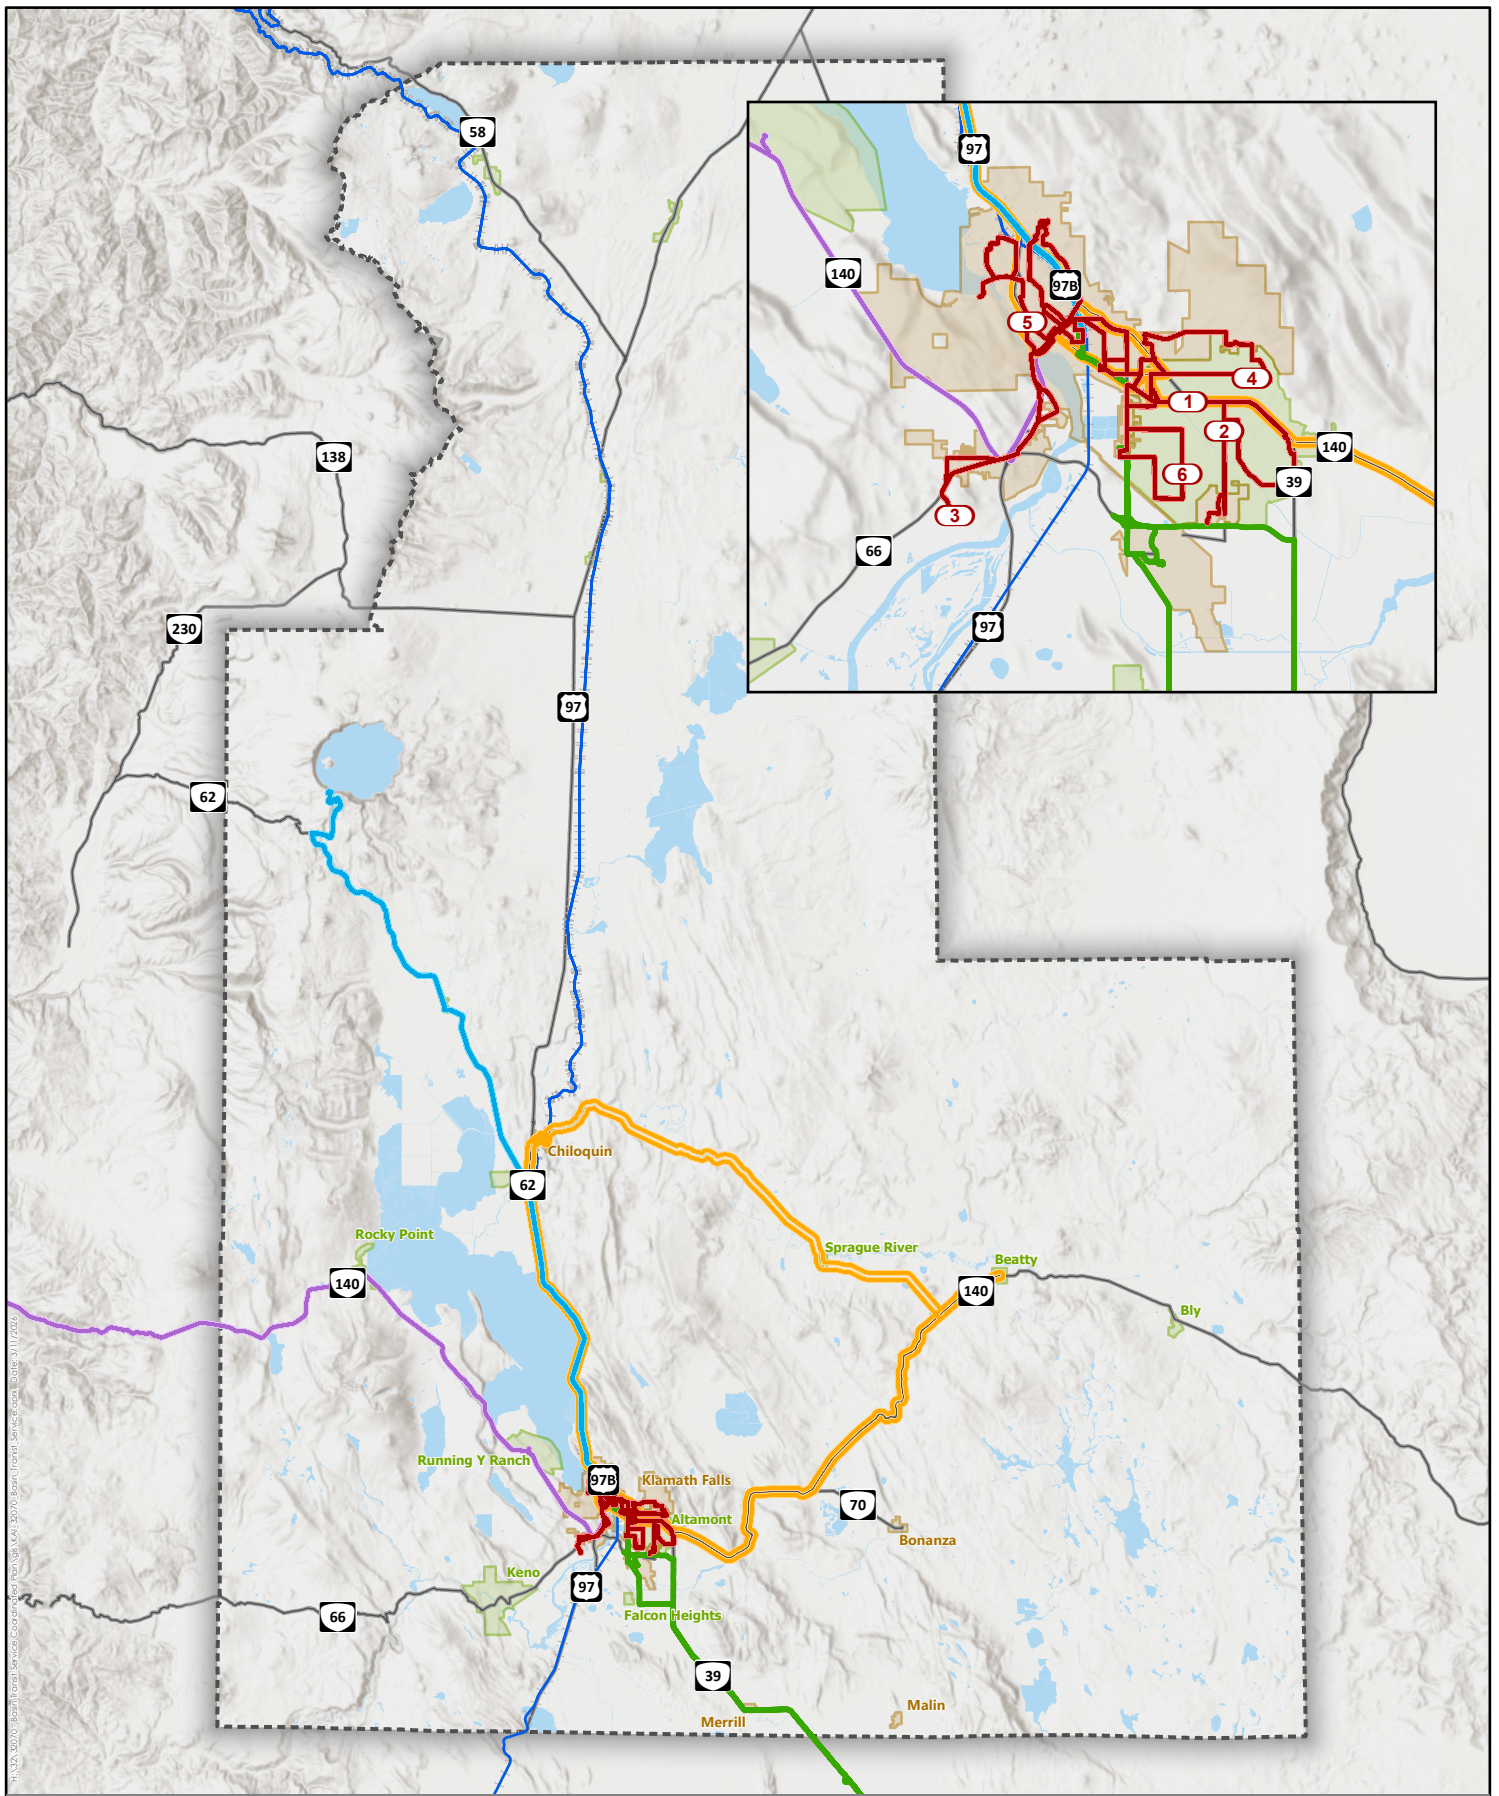 58
97
140
97B
5
4
1
2
140
138
6
39
3
66
230
97
97
62
Chiloquin
62
Rocky Point
Sprague River
Beatty
140
140
Bly
Running Y Ranch
97B
Klamath Falls
70
Altamont
Bonanza
Keno
97
66
Falcon Heights
39
Malin
Merrill